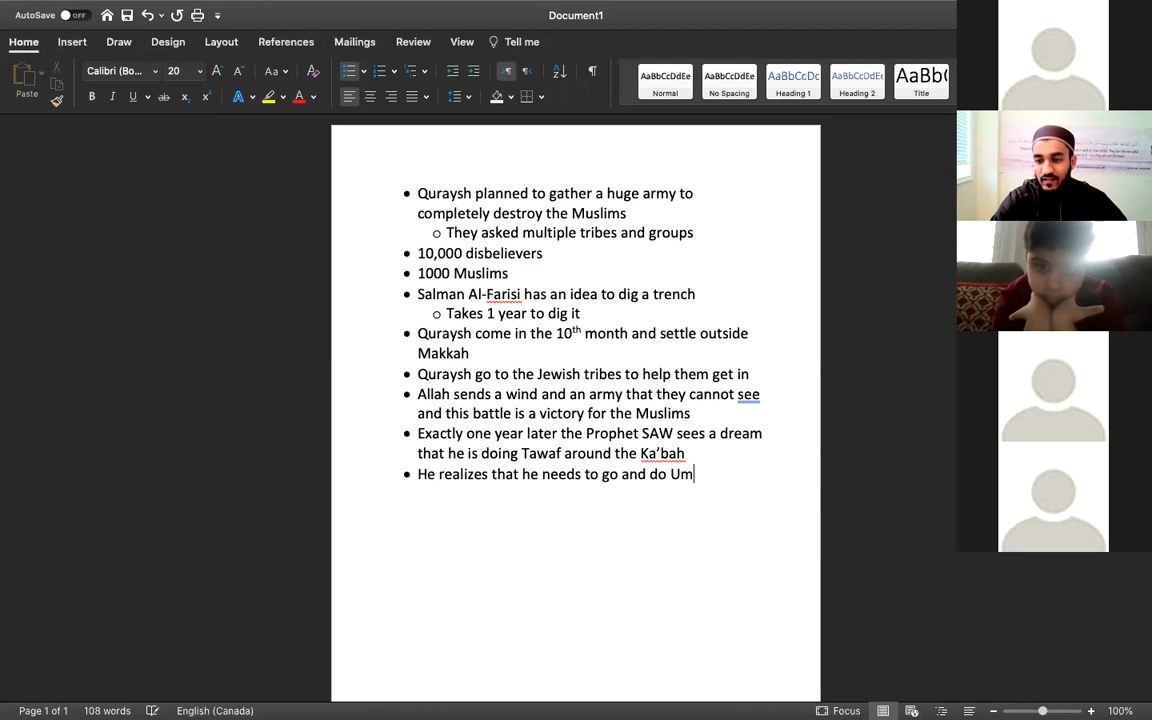 AutoSave OFF
Document1
Home Insert Draw Design Layout References Mailings Review View Tell me
Paste
Calibri (Bo... 20
AaBbCcDdEe Normal
AaBbCcDdEe No Spacing
AaBbCcDc Heading 1
AaBbCcDdEe Heading 2
AaBb( Title
• Quraysh planned to gather a huge army to
completely destroy the Muslims
o They asked multiple tribes and groups
• 10,000 disbelievers
• 1000 Muslims
• Salman Al-Farisi has an idea to dig a trench
o Takes 1 year to dig it
• Quraysh come in the 10th month and settle outside
Makkah
• Quraysh go to the Jewish tribes to help them get in
• Allah sends a wind and an army that they cannot see
and this battle is a victory for the Muslims
• Exactly one year later the Prophet SAW sees a dream
that he is doing Tawaf around the Ka’bah
• He realizes that he needs to go and do Um
Page 1 of 1 108 words English (Canada) Focus 100%